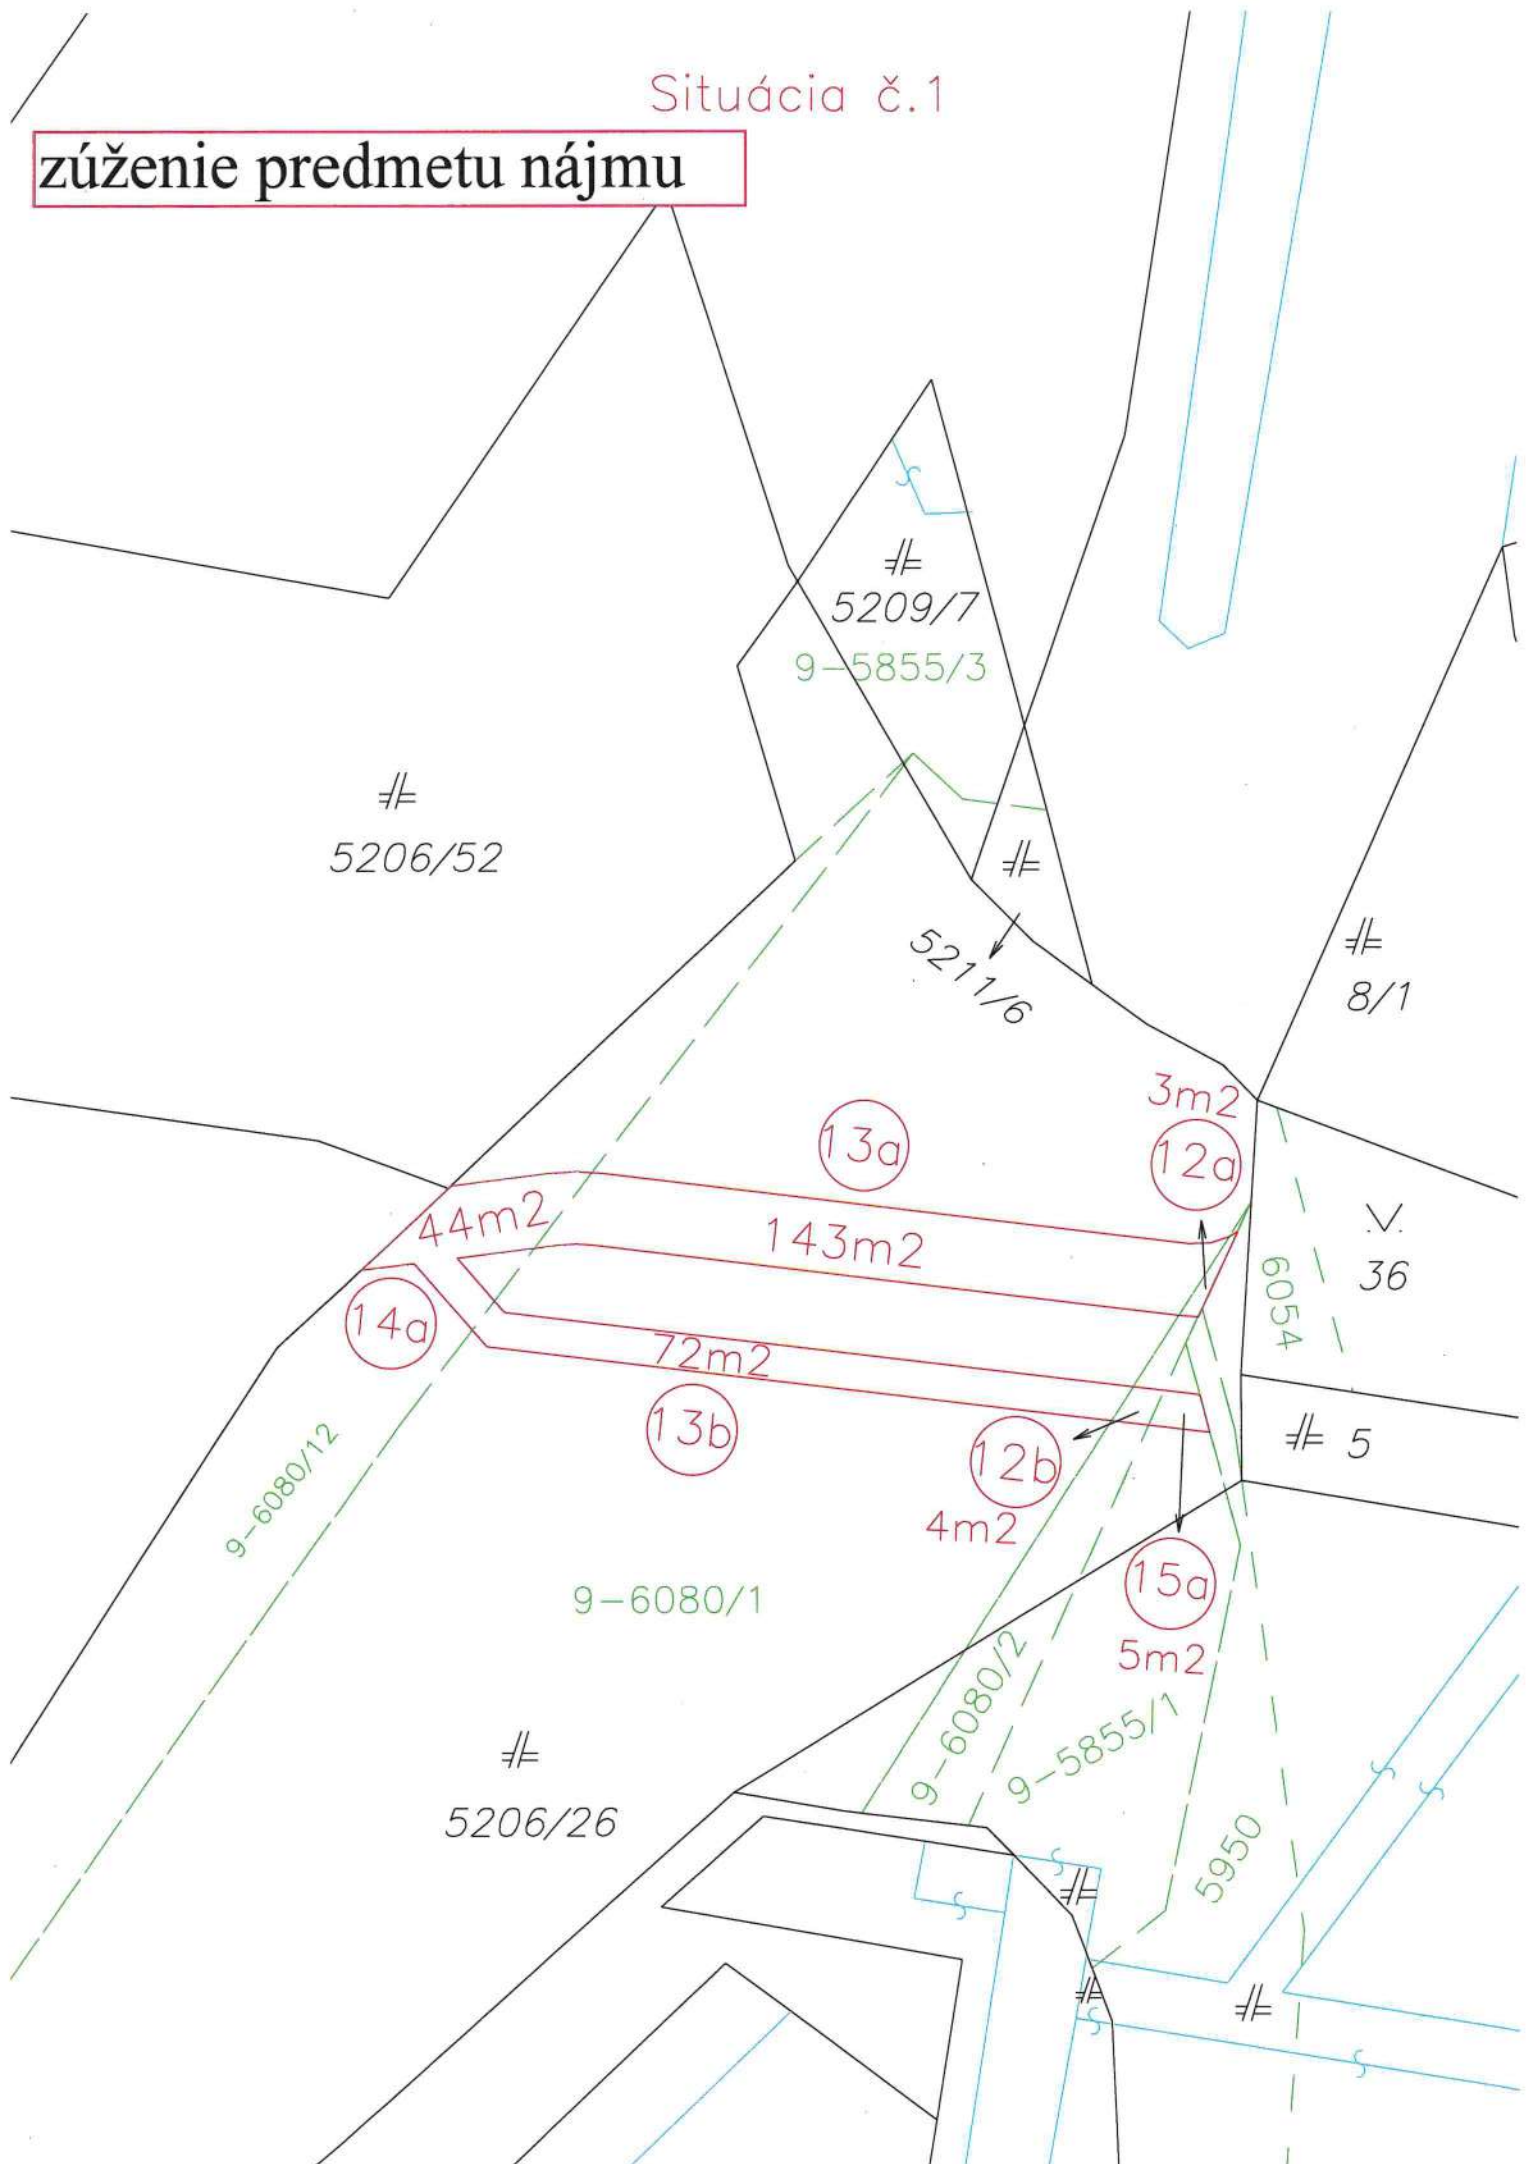 Situácia č.1
zúženie predmetu nájmu
5209/7
9-5855/3
5206/52
5211/6
8/1
3m2
13a
12a
44m2
143m2
36
6054
14a
72m2
13b
12b
5
9-6080/12
4m2
15a
9-6080/1
5m2
9-6080/2
9-5855/1
5206/26
5950